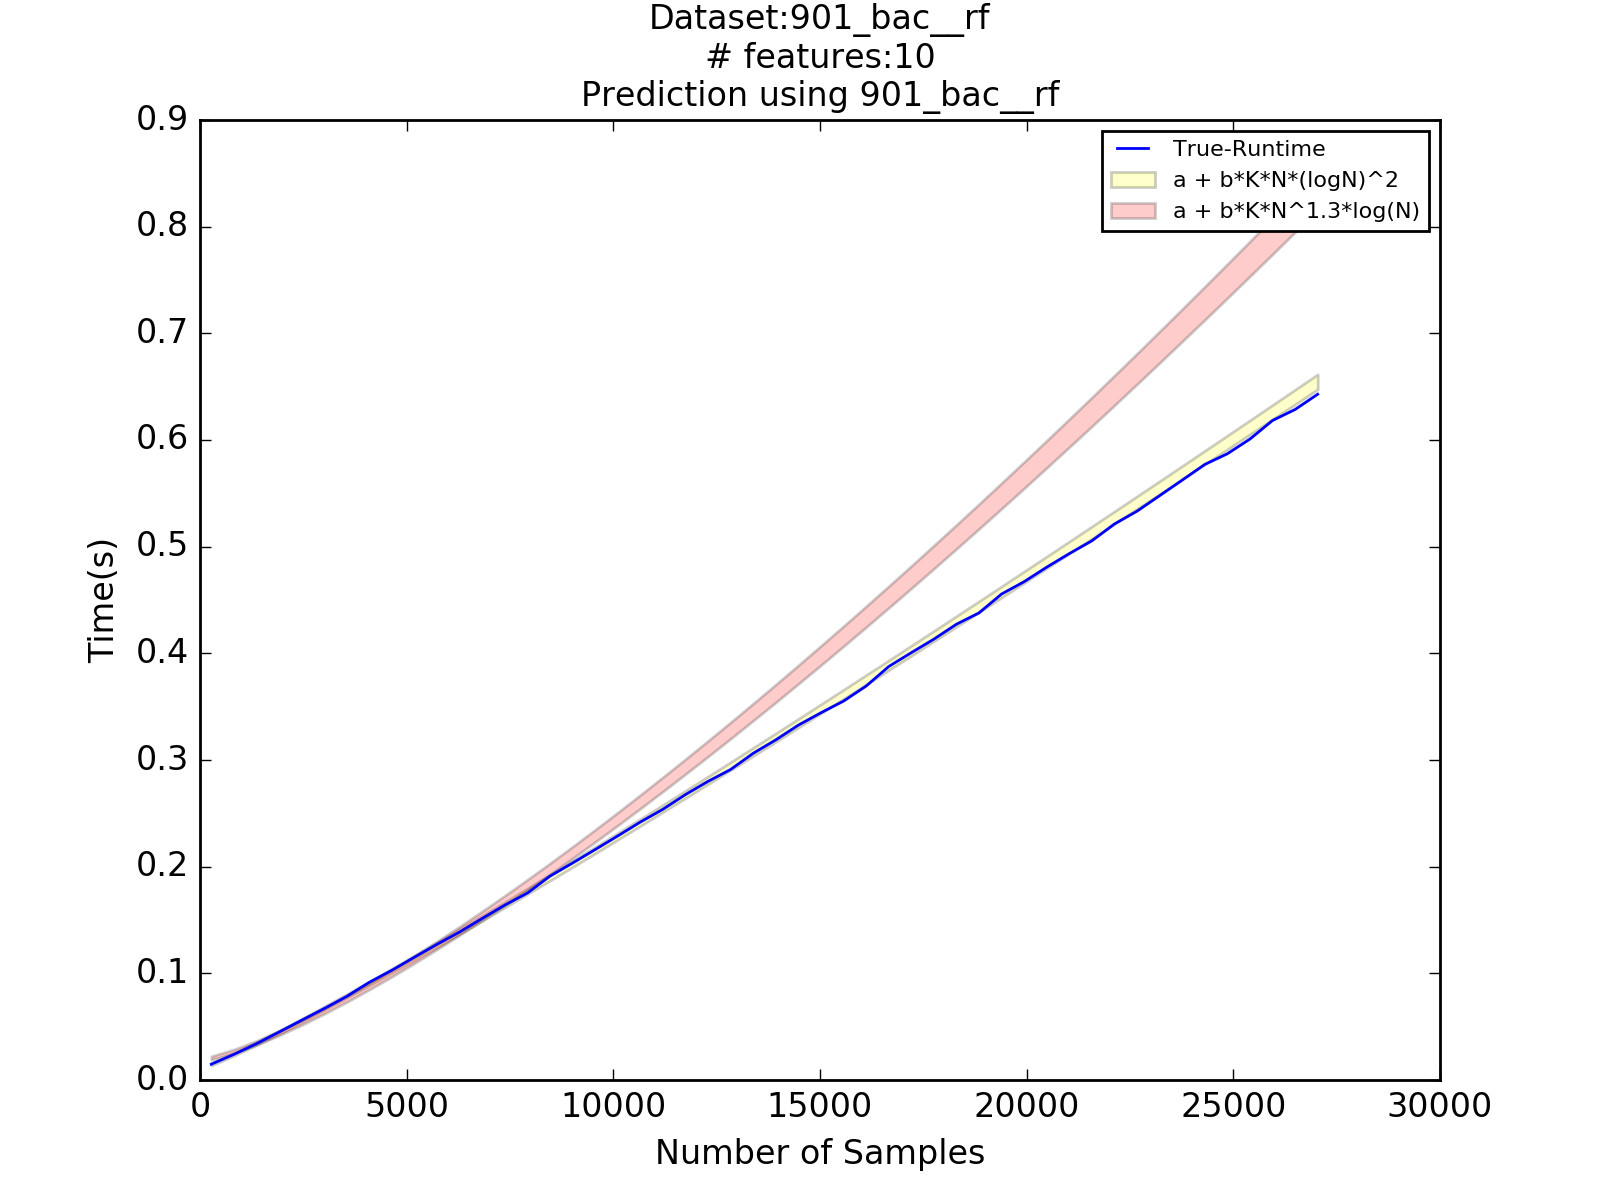 Dataset:901_bac__rf
# features:10
Prediction using 901_bac__rf
0.9
0.8
0.7
0.6
0.5
0.4
0.3
0.2
0.1
0.0
Time(s)
True-Runtime
a + b*K*N*(logN)^2
a + b*K*N^1.3*log(N)
0 5000 10000 15000 20000 25000 30000
Number of Samples